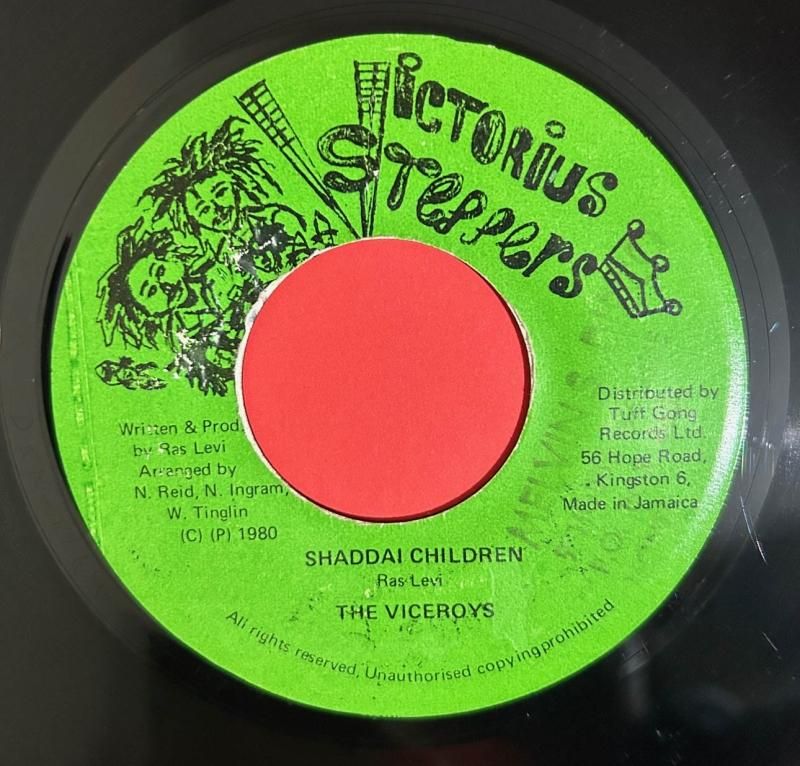 Victorius
Steppers
Written & Prod.
by Ras Levi
Arranged by
N. Reid, N. Ingram,
W. Tinglin
(C) (P) 1980
Distributed by
Tuff Gong
Records Ltd.
56 Hope Road,
Kingston 6,
Made in Jamaica
MELVIN
SHADDAI CHILDREN
Ras Levi
THE VICEROYS
All rights reserved, Unauthorised copying prohibited